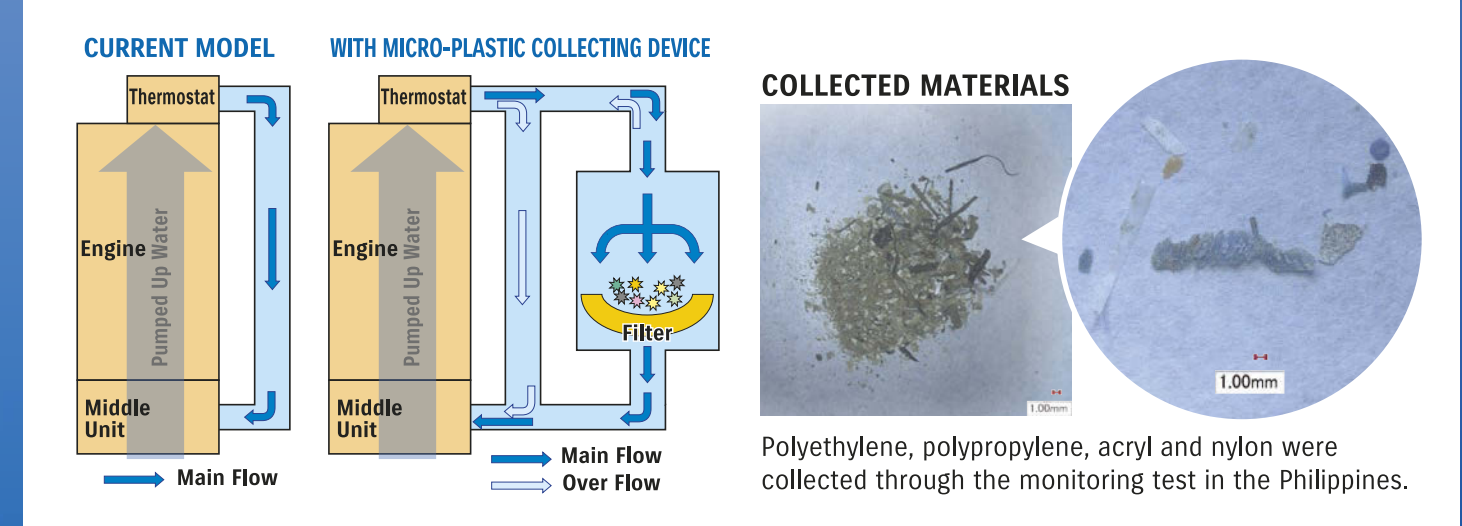 CURRENT MODEL
Thermostat
Engine
Pumped Up Water
Middle
Unit
Main Flow
WITH MICRO-PLASTIC COLLECTING DEVICE
Thermostat
Engine
Pumped Up Water
Filter
Middle
Unit
Main Flow
Over Flow
COLLECTED MATERIALS
1.00mm
1.00mm
Polyethylene, polypropylene, acryl and nylon were
collected through the monitoring test in the Philippines.